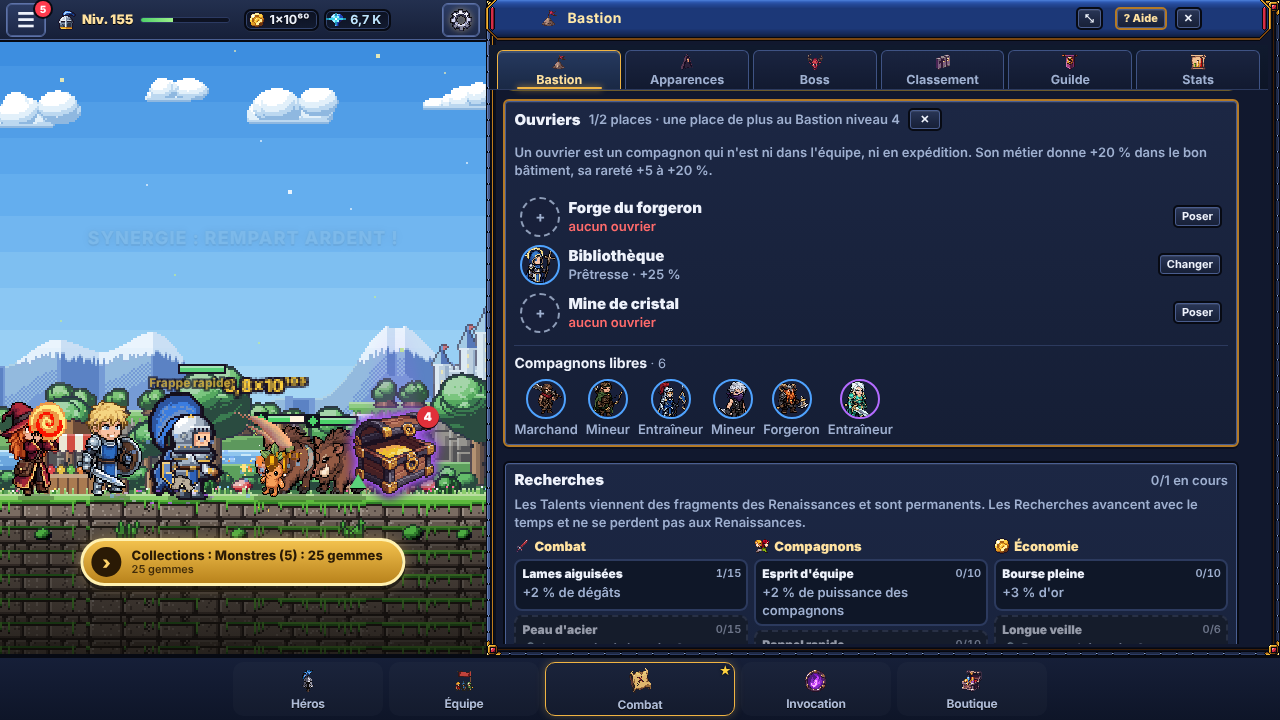 5
Niv. 155
1×10⁶⁰
6,7 K
Bastion
? Aide
Bastion
Apparences
Boss
Classement
Guilde
Stats
Ouvriers 1/2 places · une place de plus au Bastion niveau 4
Un ouvrier est un compagnon qui n'est ni dans l'équipe, ni en expédition. Son métier donne +20 % dans le bon
bâtiment, sa rareté +5 à +20 %.
Forge du forgeron
aucun ouvrier
Poser
Bibliothèque
Prêtresse · +25 %
Changer
Mine de cristal
aucun ouvrier
Poser
Compagnons libres · 6
Marchand
Mineur
Entraîneur
Mineur
Forgeron
Entraîneur
SYNERGIE : REMPART ARDENT !
Frappe rapide
4
Collections : Monstres (5) : 25 gemmes
25 gemmes
Recherches
0/1 en cours
Les Talents viennent des fragments des Renaissances et sont permanents. Les Recherches avancent avec le
temps et ne se perdent pas aux Renaissances.
Combat
Compagnons
Économie
Lames aiguisées 1/15
+2 % de dégâts
Esprit d'équipe 0/10
+2 % de puissance des
compagnons
Bourse pleine 0/10
+3 % d'or
Peau d'acier 0/15
Longue veille 0/6
Héros
Équipe
Combat
Invocation
Boutique